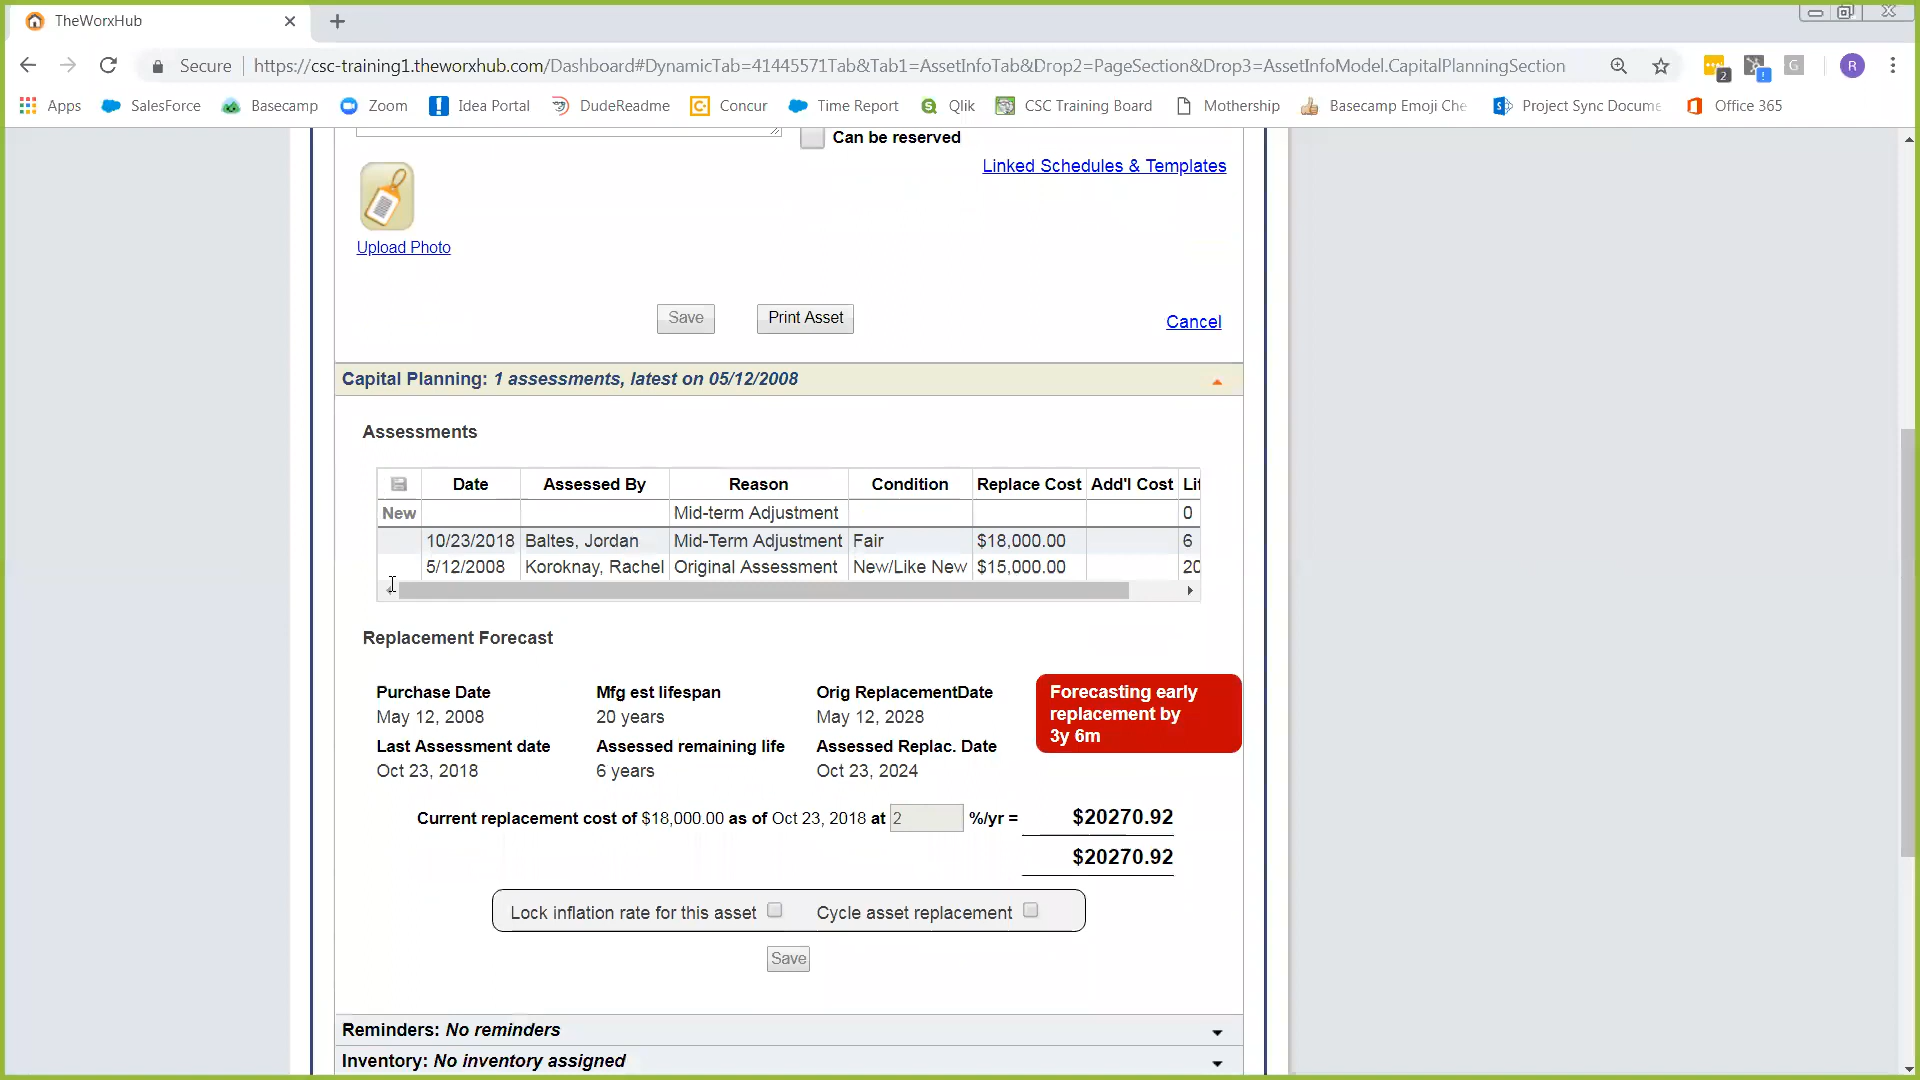 TheWorxHub
Secure
https://csc-training1.theworxhub.com/Dashboard#DynamicTab=41445571Tab&Tab1=AssetInfoTab&Drop2=PageSection&Drop3=AssetInfoModel.CapitalPlanningSection
2
!
G
R
Apps SalesForce Basecamp Zoom Idea Portal DudeReadme Concur Time Report Qlik CSC Training Board Mothership Basecamp Emoji Che Project Sync Docume Office 365
Can be reserved
Linked Schedules & Templates
Upload Photo
Save
Print Asset
Cancel
Capital Planning: 1 assessments, latest on 05/12/2008
Assessments
Date Assessed By Reason Condition Replace Cost Add'l Cost Lif
New Mid-term Adjustment 0
10/23/2018 Baltes, Jordan Mid-Term Adjustment Fair $18,000.00 6
5/12/2008 Koroknay, Rachel Original Assessment New/Like New $15,000.00 20
Replacement Forecast
Purchase Date Mfg est lifespan Orig ReplacementDate
May 12, 2008 20 years May 12, 2028
Last Assessment date Assessed remaining life Assessed Replac. Date
Oct 23, 2018 6 years Oct 23, 2024
Forecasting early
replacement by
3y 6m
Current replacement cost of $18,000.00 as of Oct 23, 2018 at 2 %/yr = $20270.92
$20270.92
Lock inflation rate for this asset Cycle asset replacement
Save
Reminders: No reminders
Inventory: No inventory assigned